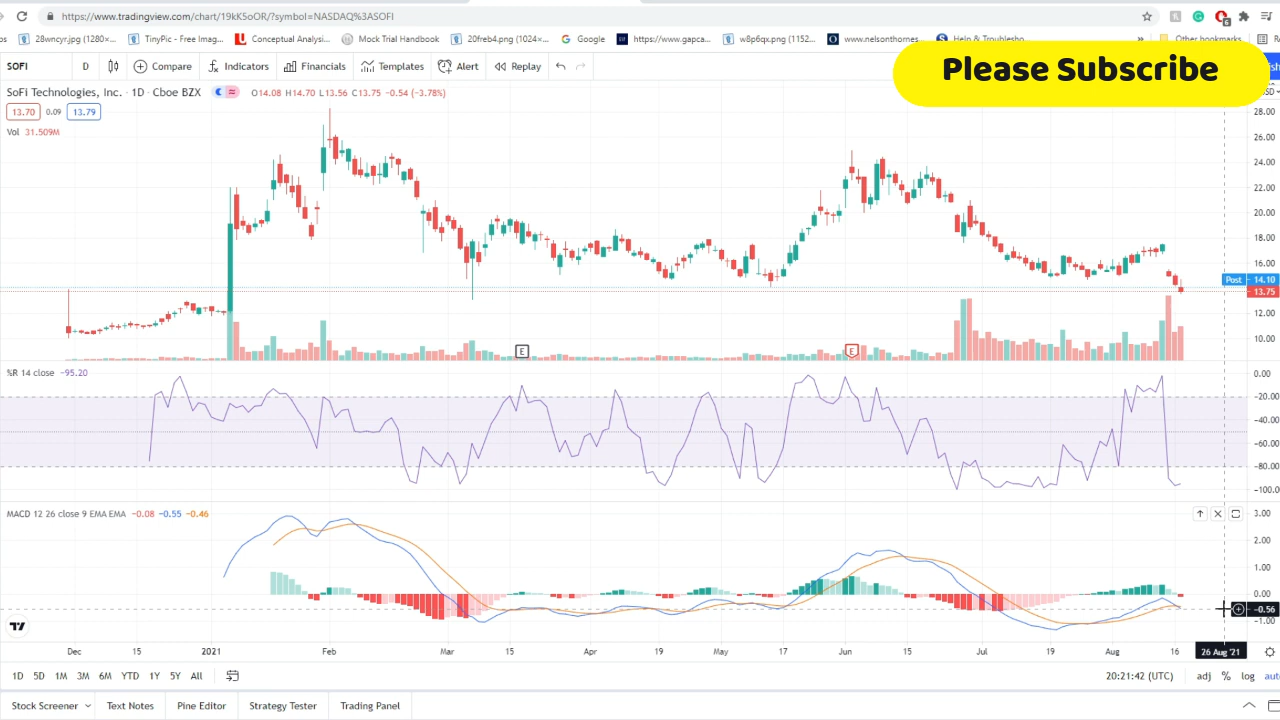 https://www.tradingview.com/chart/19kK5oOR/?symbol=NASDAQ%3ASOFI
ps 28wncyr.jpg (1280×... TinyPic - Free Imag... Conceptual Analysi... Mock Trial Handbook 20freb4.png (04×... Google https://www.gapca... w8p6qx.png (1152... www.nelsonthornes... Help & Troublesho... » Other bookmarks
Please Subscribe
SOFI D Compare Indicators Financials Templates Alert Replay
SoFi Technologies, Inc. · 1D · Cboe BZX O14.08 H14.70 L13.56 C13.75 −0.54 (−3.78%)
13.70 0.09 13.79
Vol 31.509M
28.00
26.00
24.00
22.00
20.00
18.00
16.00
Post 14.10
13.75
12.00
10.00
E E
%R 14 close −95.20
0.00
−20.00
−40.00
−60.00
−80.00
−100.00
MACD 12 26 close 9 EMA EMA −0.08 −0.55 −0.46
3.00
2.00
1.00
0.00
−0.56
−1.00
Dec 15 2021 Feb Mar 15 Apr 19 May 17 Jun 15 Jul 19 Aug 16 26 Aug '21
1D 5D 1M 3M 6M YTD 1Y 5Y All 20:21:42 (UTC) adj % log auto
Stock Screener Text Notes Pine Editor Strategy Tester Trading Panel